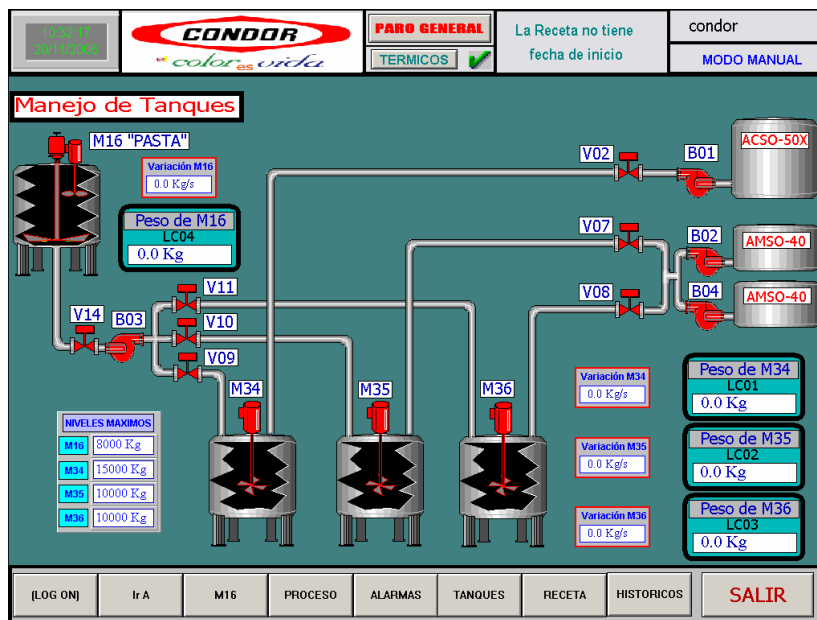 10:32:47
20/11/2006
CONDOR
color es vida
PARO GENERAL
TERMICOS
La Receta no tiene
fecha de inicio
condor
MODO MANUAL
Manejo de Tanques
M16 "PASTA"
Variación M16
0.0 Kg/s
Peso de M16
LC04
0.0 Kg
V02
B01
ACSO-50X
V07
B02
AMSO-40
V08
B04
AMSO-40
V14
B03
V11
V10
V09
M34
M35
M36
NIVELES MAXIMOS
M16 8000 Kg
M34 15000 Kg
M35 10000 Kg
M36 10000 Kg
Variación M34
0.0 Kg/s
Peso de M34
LC01
0.0 Kg
Variación M35
0.0 Kg/s
Peso de M35
LC02
0.0 Kg
Variación M36
0.0 Kg/s
Peso de M36
LC03
0.0 Kg
(LOG ON)
Ir A
M16
PROCESO
ALARMAS
TANQUES
RECETA
HISTORICOS
SALIR